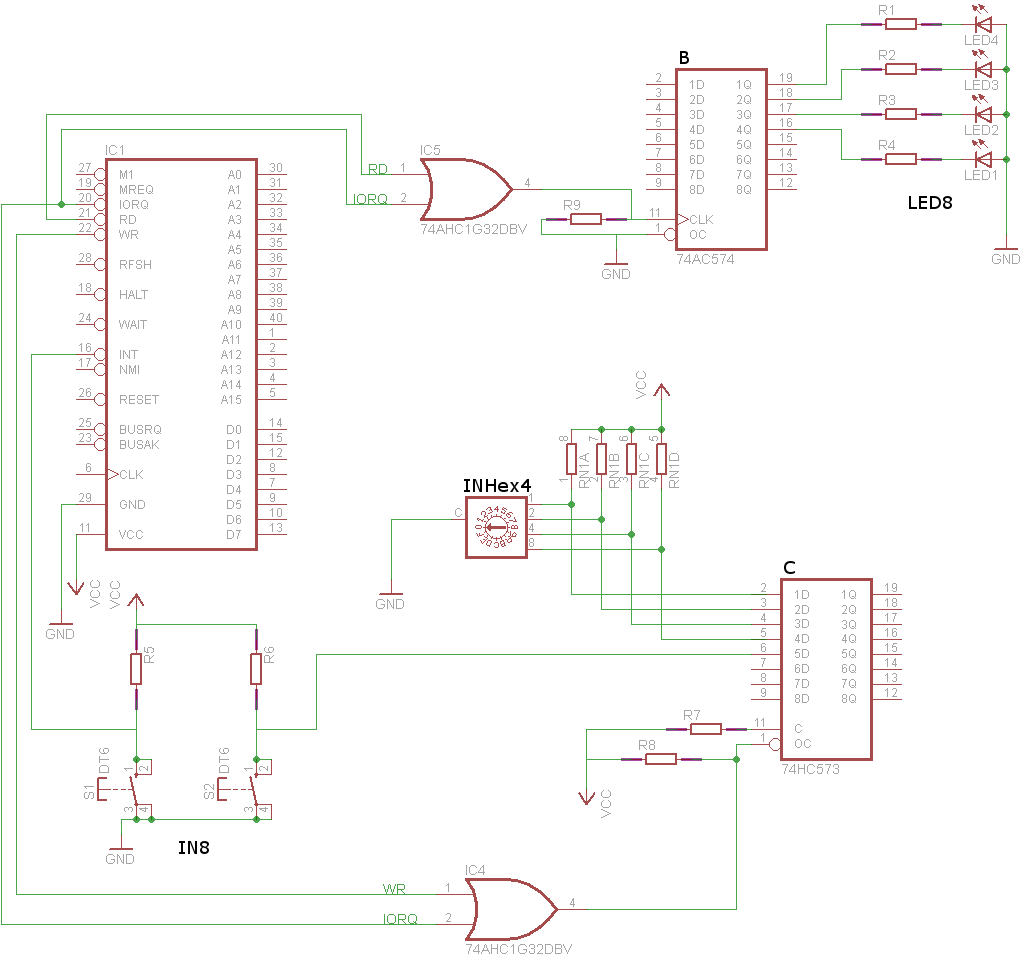 R1
LED4
R2
LED3
R3
LED2
R4
LED1
LED8
GND
B
2 1D 1Q 19
3 2D 2Q 18
4 3D 3Q 17
5 4D 4Q 16
6 5D 5Q 15
7 6D 6Q 14
8 7D 7Q 13
9 8D 8Q 12
11 CLK
1 OC
74AC574
R9
GND
IC5
RD 1
IORQ 2
4
74AHC1G32DBV
IC1
27 M1 A0 30
19 MREQ A1 31
20 IORQ A2 32
21 RD A3 33
22 WR A4 34
A5 35
28 RFSH A6 36
A7 37
18 HALT A8 38
A9 39
24 WAIT A10 40
A11 1
16 INT A12 2
17 NMI A13 3
A14 4
26 RESET A15 5
25 BUSRQ D0 14
23 BUSAK D1 15
D2 12
6 CLK D3 8
D4 7
29 GND D5 9
D6 10
11 VCC D7 13
VCC
VCC
GND
R5
R6
DT6
DT6
1 2
1 2
S1
S2
3 4
3 4
GND
IN8
VCC
8 7 6 5
RN1A RN1B RN1C RN1D
1 2 3 4
INHex4
C
0123456789ABCDEF
1
2
4
8
GND
C
2 1D 1Q 19
3 2D 2Q 18
4 3D 3Q 17
5 4D 4Q 16
6 5D 5Q 15
7 6D 6Q 14
8 7D 7Q 13
9 8D 8Q 12
11 C
1 OC
74HC573
R7
R8
VCC
IC4
WR 1
IORQ 2
4
74AHC1G32DBV